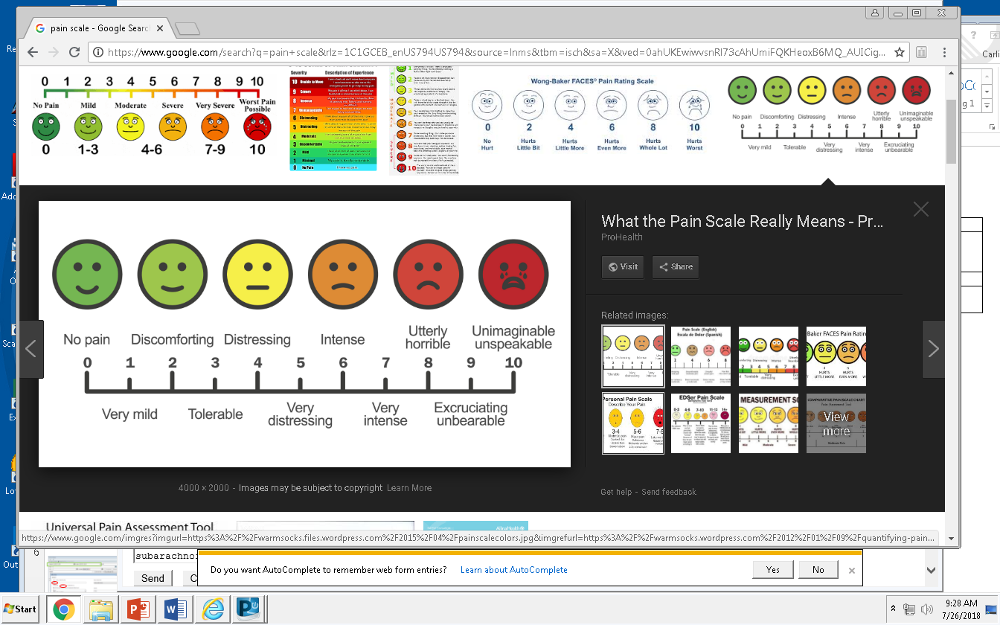 pain scale - Google Searc
https://www.google.com/search?q=pain+scale&rlz=1C1GCEB_enUS794US794&source=lnms&tbm=isch&sa=X&ved=0ahUKEwiwvsnRl73cAhUmiFQKHeoxB6MQ_AUICig...
Carli
0 1 2 3 4 5 6 7 8 9 10
No Pain Mild Moderate Severe Very Severe Worst Pain Possible
0 1-3 4-6 7-9 10
Severity Description of Experience
10 Unable to Move
9 Severe
8 Intense
7 Unmanageable
6 Distressing
5 Distracting
4 Moderate
3 Uncomfortable
2 Mild
1 Minimal
0 No Pain
Wong-Baker FACES® Pain Rating Scale
0 2 4 6 8 10
No Hurt
Hurts Little Bit
Hurts Little More
Hurts Even More
Hurts Whole Lot
Hurts Worst
No pain Discomforting Distressing Intense Utterly horrible Unimaginable unspeakable
0 1 2 3 4 5 6 7 8 9 10
Very mild Tolerable Very distressing Very intense Excruciating unbearable
What the Pain Scale Really Means - Pr...
ProHealth
Visit Share
No pain Discomforting Distressing Intense Utterly horrible Unimaginable unspeakable
0 1 2 3 4 5 6 7 8 9 10
Very mild Tolerable Very distressing Very intense Excruciating unbearable
Related images:
Pain Scale (English)
Escala de Dolor (Spanish)
Baker FACES Pain Ratin
Personal Pain Scale
Describe Your Pain
3-4 5-6 7-8
EDSer Pain Scale
MEASUREMENT SC
COMPARATIVE PAIN SCALE CHART
View more
4000 × 2000 - Images may be subject to copyright Learn More
Get help - Send feedback
Universal Pain Assessment Tool
https://www.google.com/imgres?imgurl=https%3A%2F%2Fwarmsocks.files.wordpress.com%2F2015%2F04%2Fpainscalecolors.jpg&imgrefurl=https%3A%2F%2Fwarmsocks.wordpress.com%2F2012%2F01%2F09%2Fquantifying-pain...
6
subarachno
Send
Do you want AutoComplete to remember web form entries? Learn about AutoComplete Yes No
Start
9:28 AM
7/26/2018